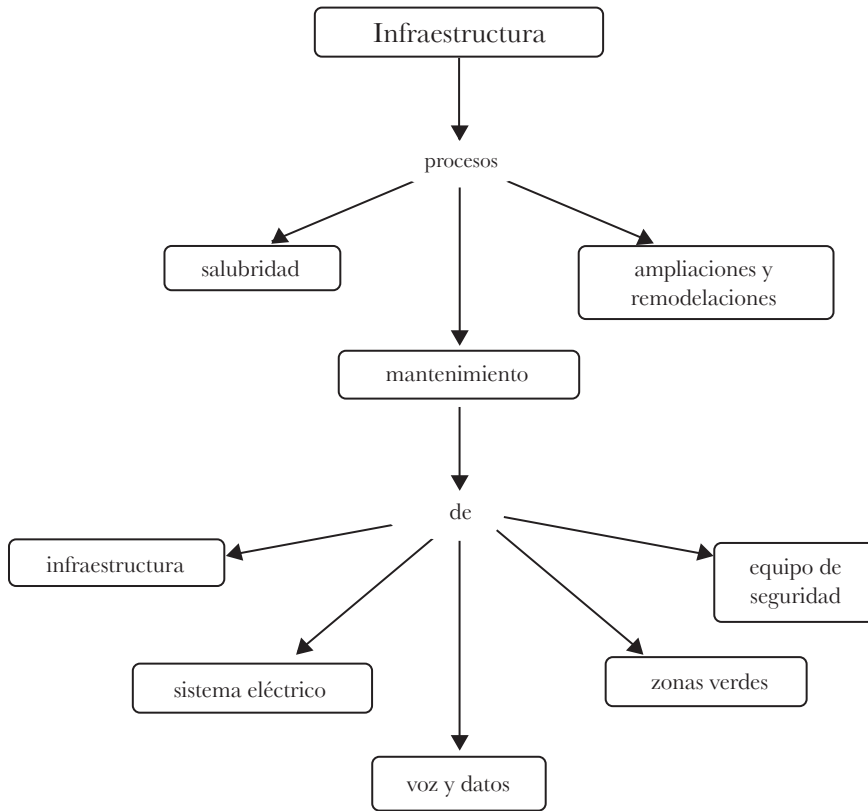 Infraestructura
procesos
salubridad
ampliaciones y
remodelaciones
mantenimiento
de
infraestructura
equipo de
seguridad
sistema eléctrico
zonas verdes
voz y datos